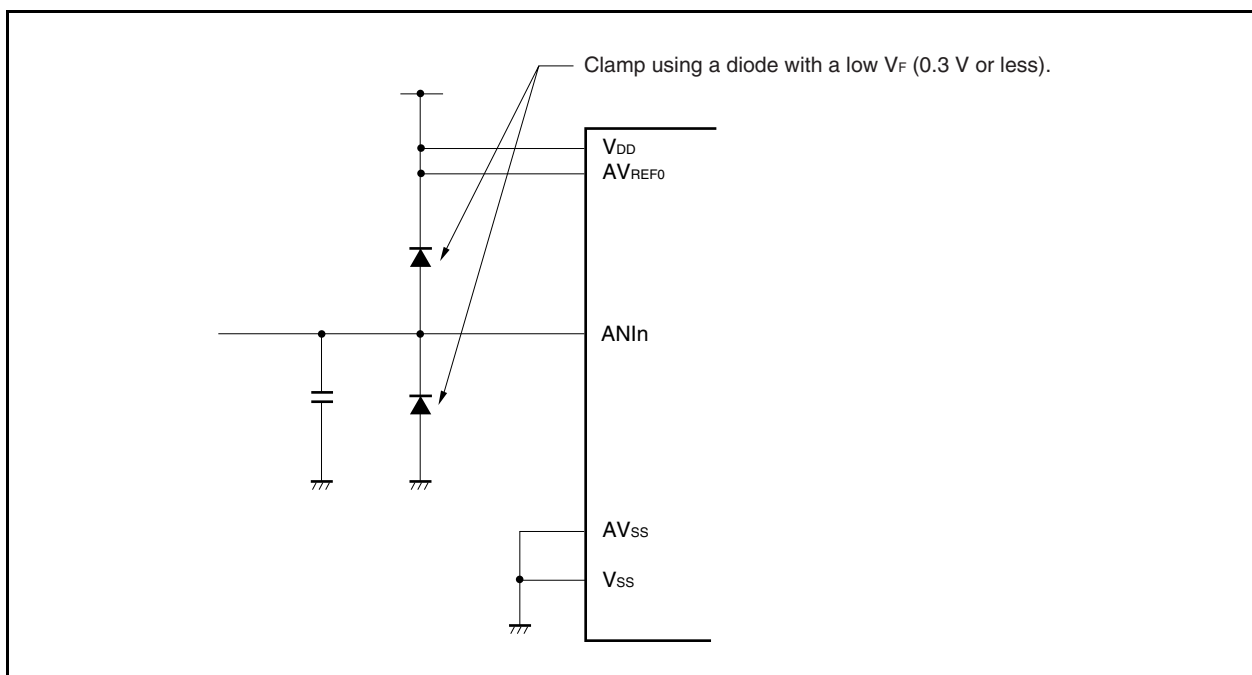 Clamp using a diode with a low VF (0.3 V or less).
VDD
AVREF0
ANIn
AVSS
VSS